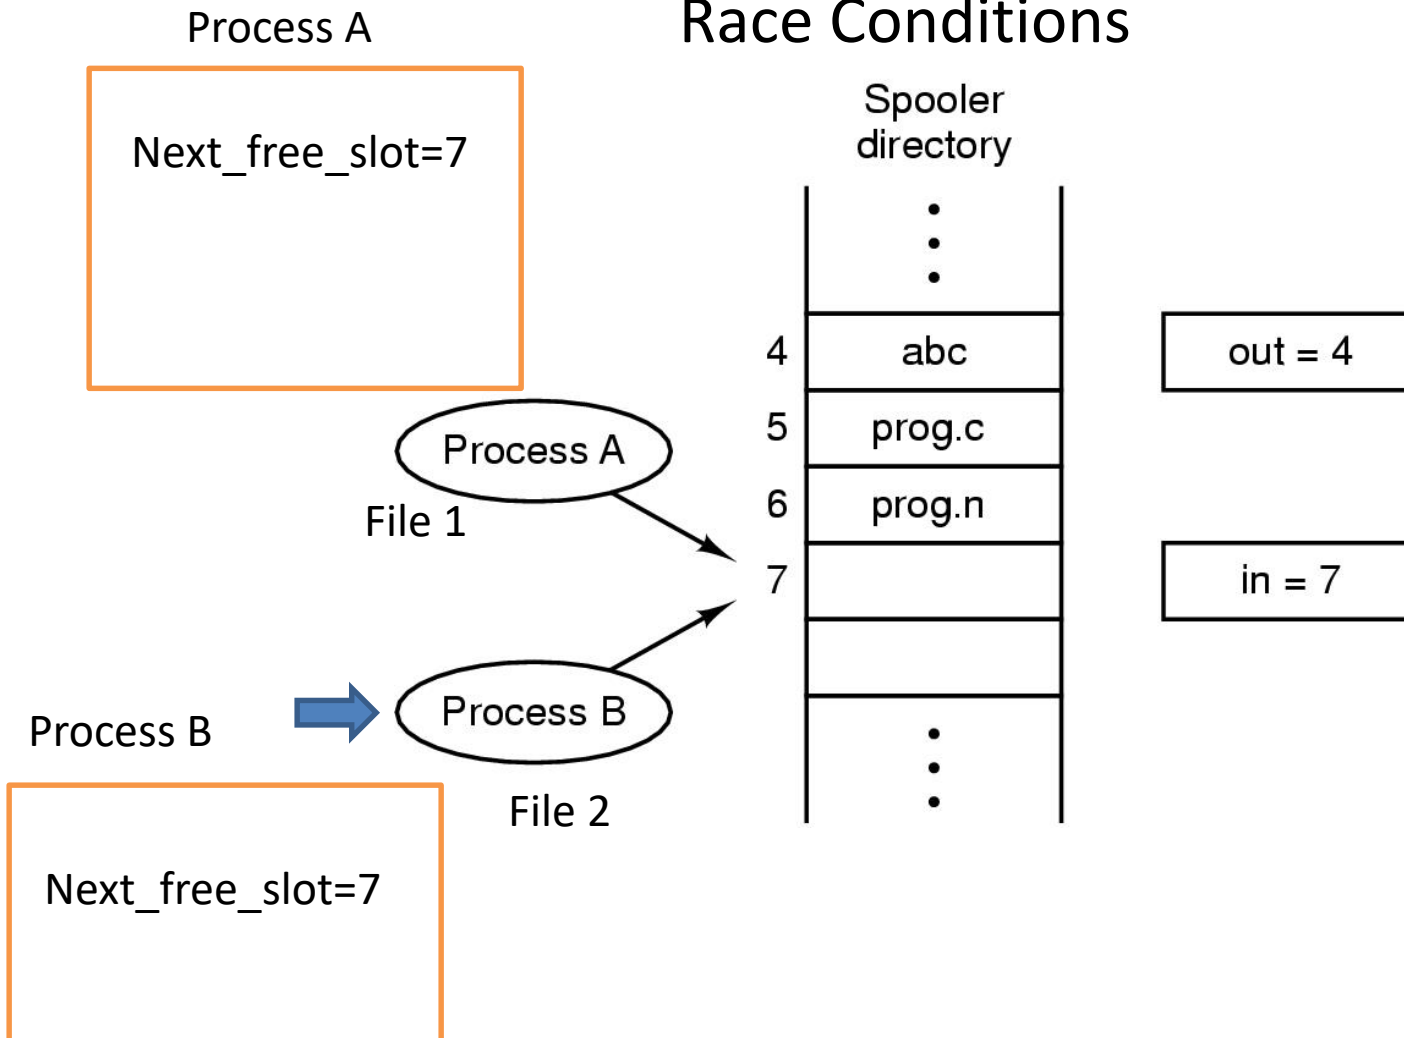 Race Conditions
Process A
Next_free_slot=7
Spooler
directory
4
abc
out = 4
5
prog.c
6
prog.n
7
in = 7
Process A
File 1
Process B
File 2
Process B
Next_free_slot=7